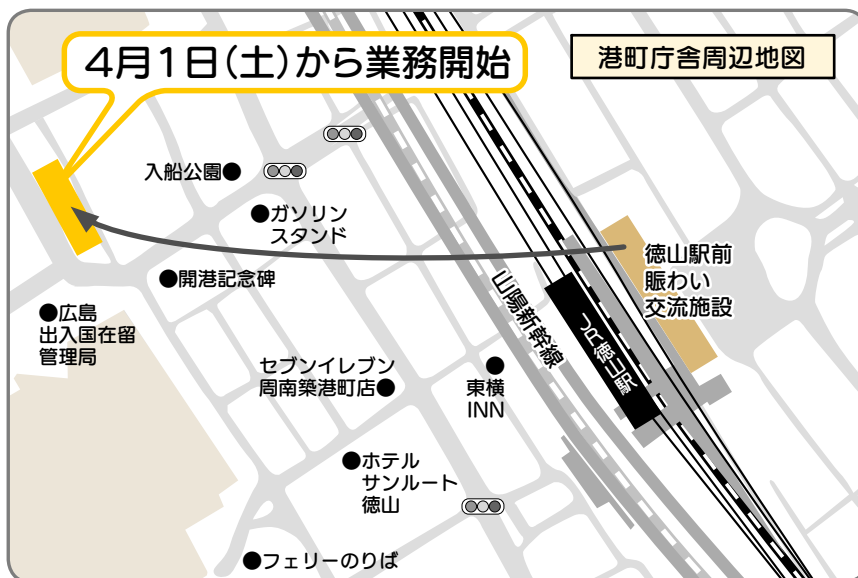 4月1日(土)から業務開始
港町庁舎周辺地図
入船公園●
●ガソリン
スタンド
●開港記念碑
徳山駅前
賑わい
交流施設
●広島
出入国在留
管理局
山陽新幹線
JR徳山駅
セブンイレブン
周南築港町店●
●
東横
INN
●ホテル
サンルート
徳山
●フェリーのりば